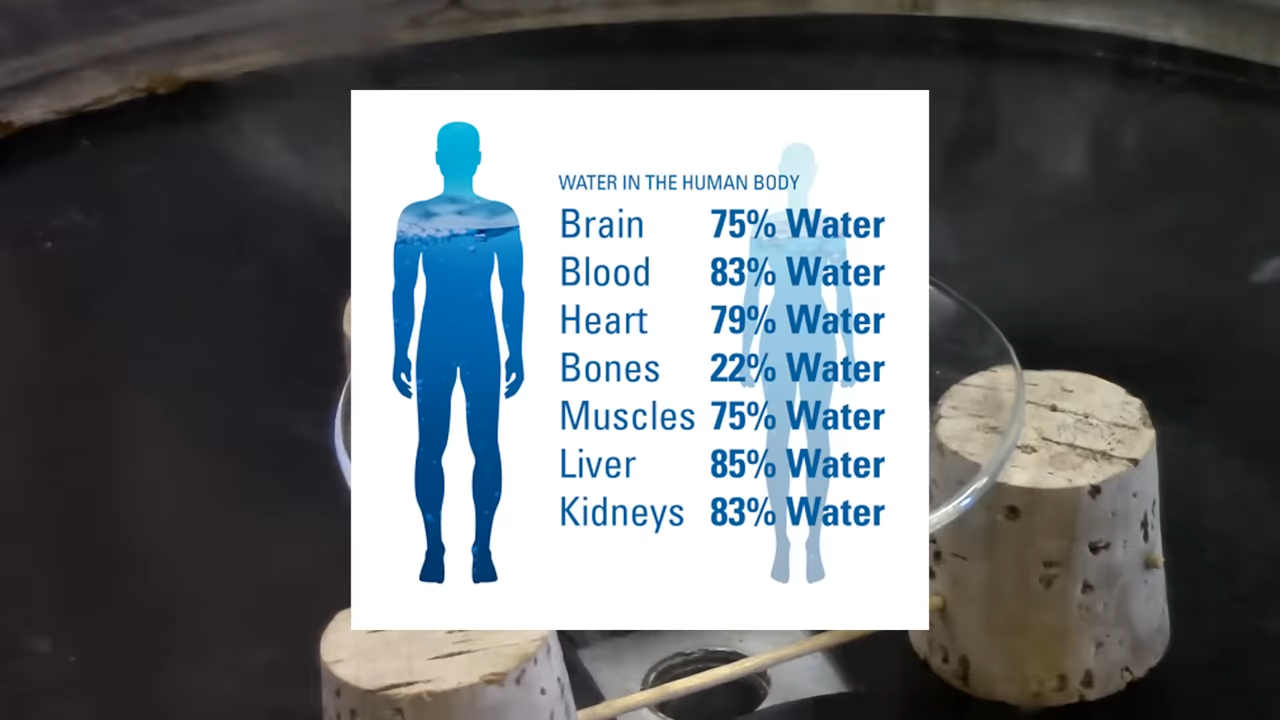 WATER IN THE HUMAN BODY
Brain 75% Water
Blood 83% Water
Heart 79% Water
Bones 22% Water
Muscles 75% Water
Liver 85% Water
Kidneys 83% Water